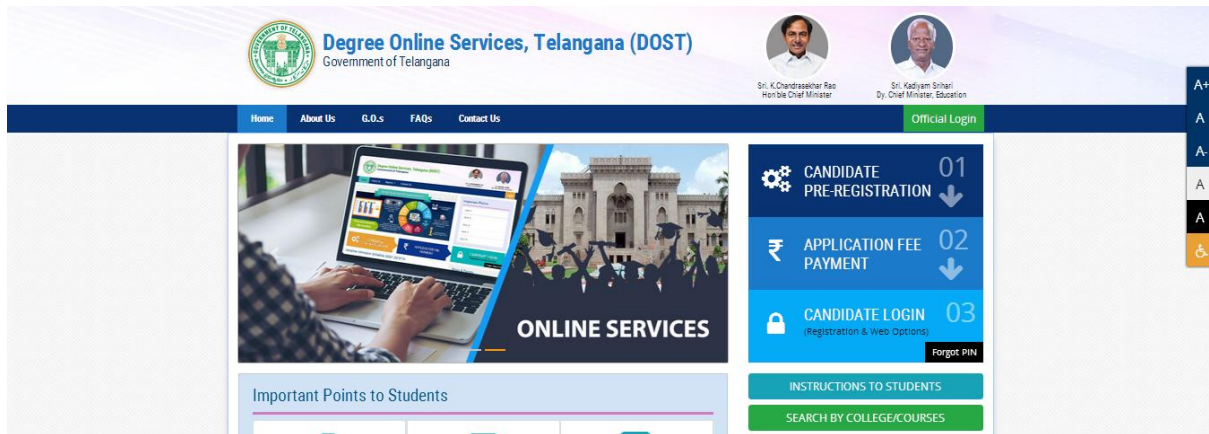 Degree Online Services, Telangana (DOST)
Government of Telangana
Sri. K.Chandrasekhar Rao
Hon'ble Chief Minister
Sri. Kadiyam Srihari
Dy. Chief Minister, Education
A+
A
A-
A
A
Home About Us G.O.s FAQs Contact Us Official Login
ONLINE SERVICES
CANDIDATE 01
PRE-REGISTRATION
₹ APPLICATION FEE 02
PAYMENT
CANDIDATE LOGIN 03
(Registration & Web Options)
Forgot PIN
INSTRUCTIONS TO STUDENTS
SEARCH BY COLLEGE/COURSES
Important Points to Students